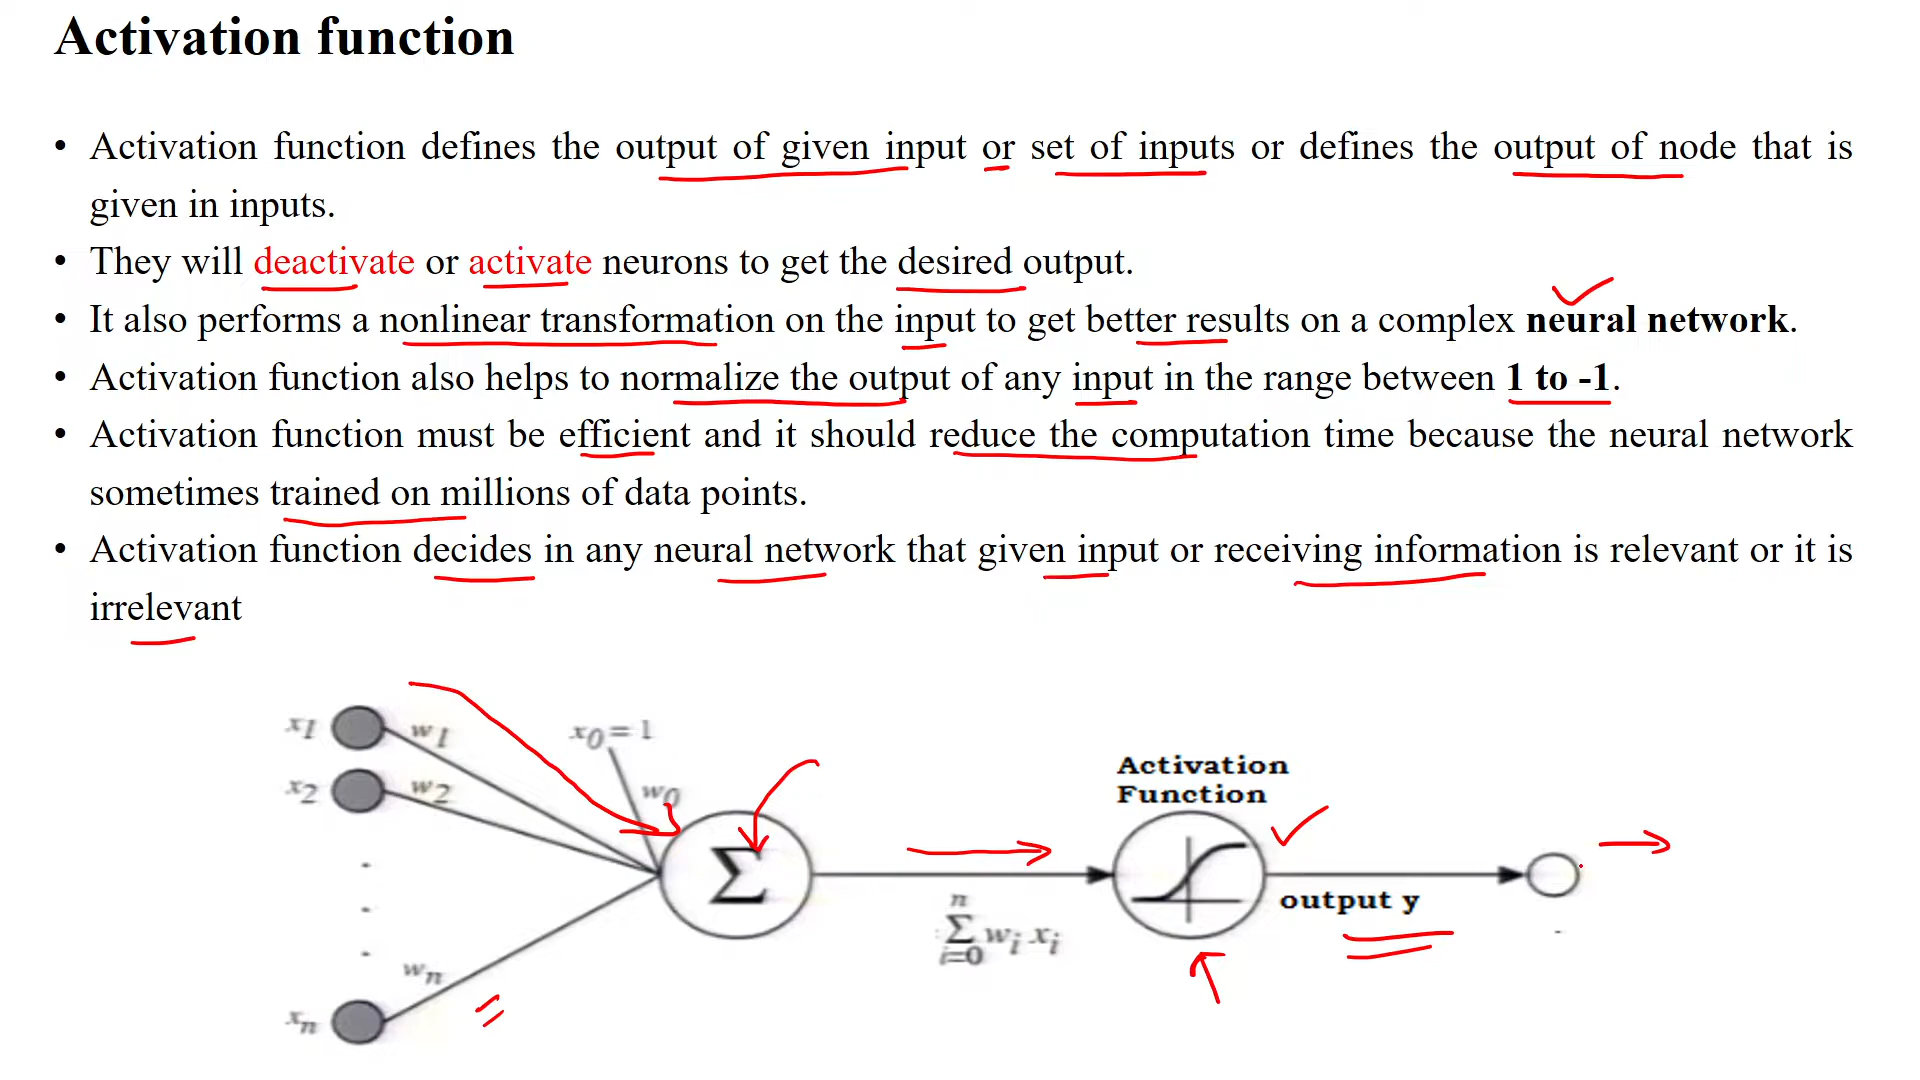 Activation function
• Activation function defines the output of given input or set of inputs or defines the output of node that is
given in inputs.
• They will deactivate or activate neurons to get the desired output.
• It also performs a nonlinear transformation on the input to get better results on a complex neural network.
• Activation function also helps to normalize the output of any input in the range between 1 to -1.
• Activation function must be efficient and it should reduce the computation time because the neural network
sometimes trained on millions of data points.
• Activation function decides in any neural network that given input or receiving information is relevant or it is
irrelevant
x1
w1
x0 = 1
x2
w2
w0
Σ
Activation
Function
output y
n
Σ wi xi
i=0
wn
xn